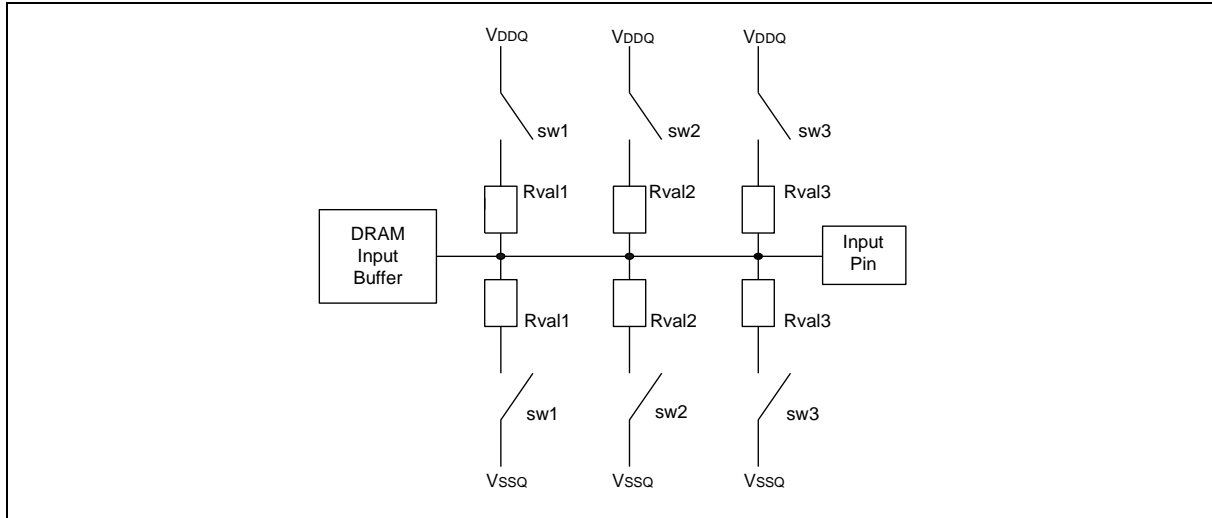 VDDQ VDDQ VDDQ
sw1 sw2 sw3
Rval1 Rval2 Rval3
DRAM
Input
Buffer
Input
Pin
Rval1 Rval2 Rval3
sw1 sw2 sw3
VSSQ VSSQ VSSQ